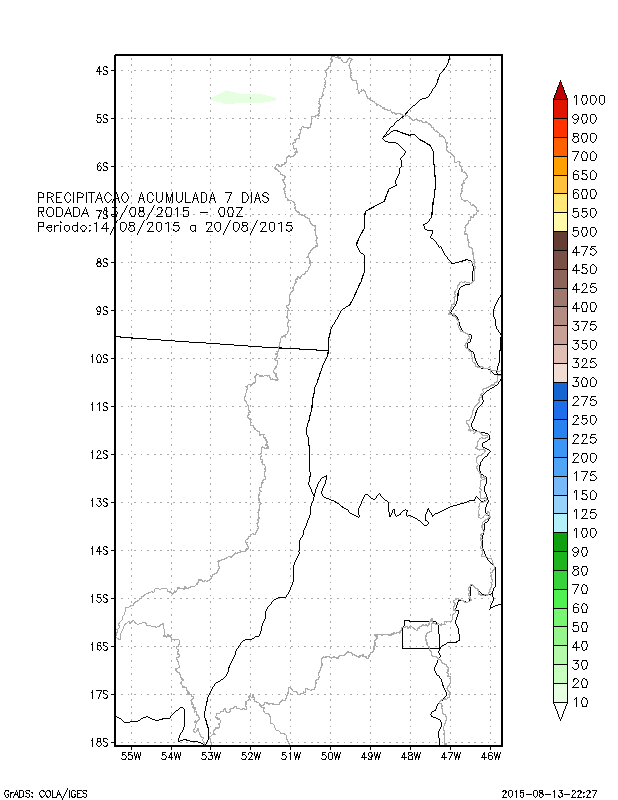 PRECIPITACAO ACUMULADA 7 DIAS
RODADA 13/08/2015 – 00Z
Periodo:14/08/2015 a 20/08/2015
4S
5S
6S
7S
8S
9S
10S
11S
12S
13S
14S
15S
16S
17S
18S
55W 54W 53W 52W 51W 50W 49W 48W 47W 46W
1000
900
800
700
650
600
550
500
475
450
425
400
375
350
325
300
275
250
225
200
175
150
125
100
90
80
70
60
50
40
30
20
10
GrADS: COLA/IGES
2015-08-13-22:27